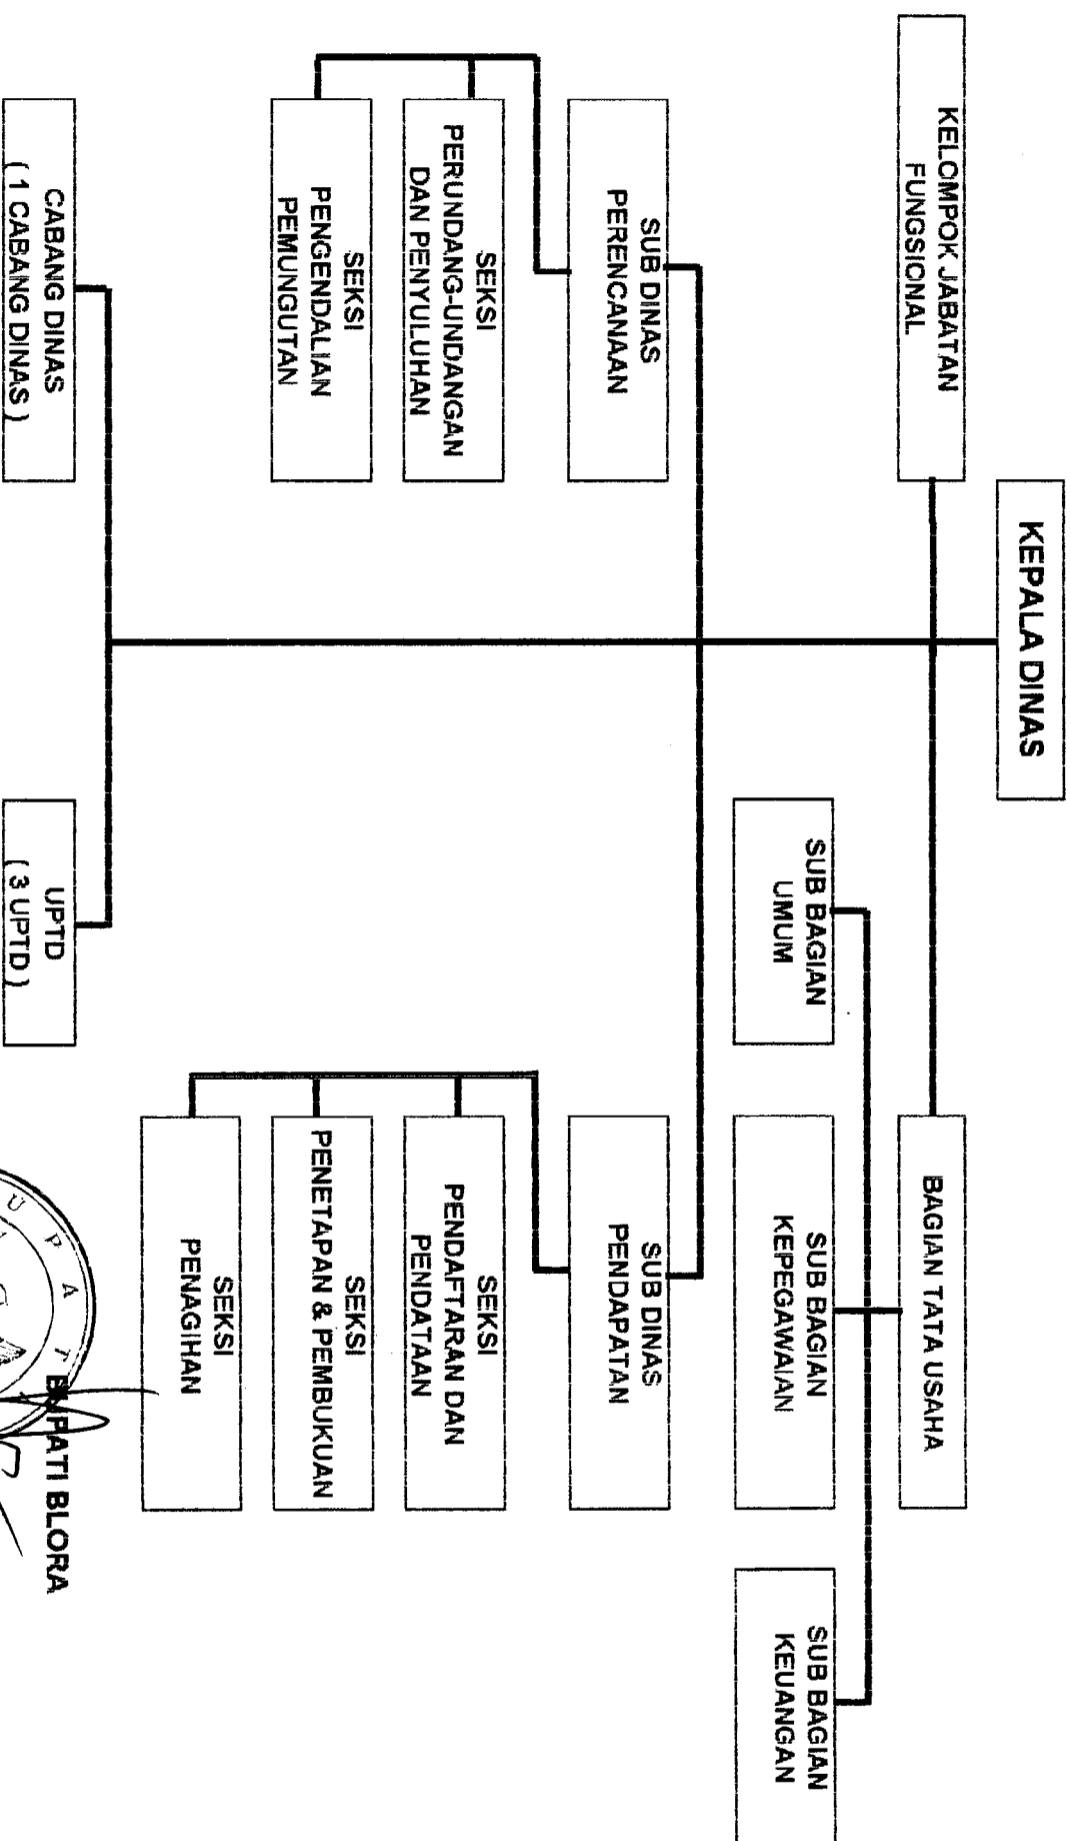 KEPALA DINAS
KELOMPOK JABATAN
FUNGSIONAL
BAGIAN TATA USAHA
SUB BAGIAN
UMUM
SUB BAGIAN
KEPEGAWAIAN
SUB BAGIAN
KEUANGAN
SUB DINAS
PERENCANAAN
SEKSI
PERUNDANG-UNDANGAN
DAN PENYULUHAN
SEKSI
PENGENDALIAN
PEMUNGUTAN
SUB DINAS
PENDAPATAN
SEKSI
PENDAFTARAN DAN
PENDATAAN
SEKSI
PENETAPAN & PEMBUKUAN
SEKSI
PENAGIHAN
CABANG DINAS
( 1 CABANG DINAS )
UPTD
( 3 UPTD )
BUPATI BLORA